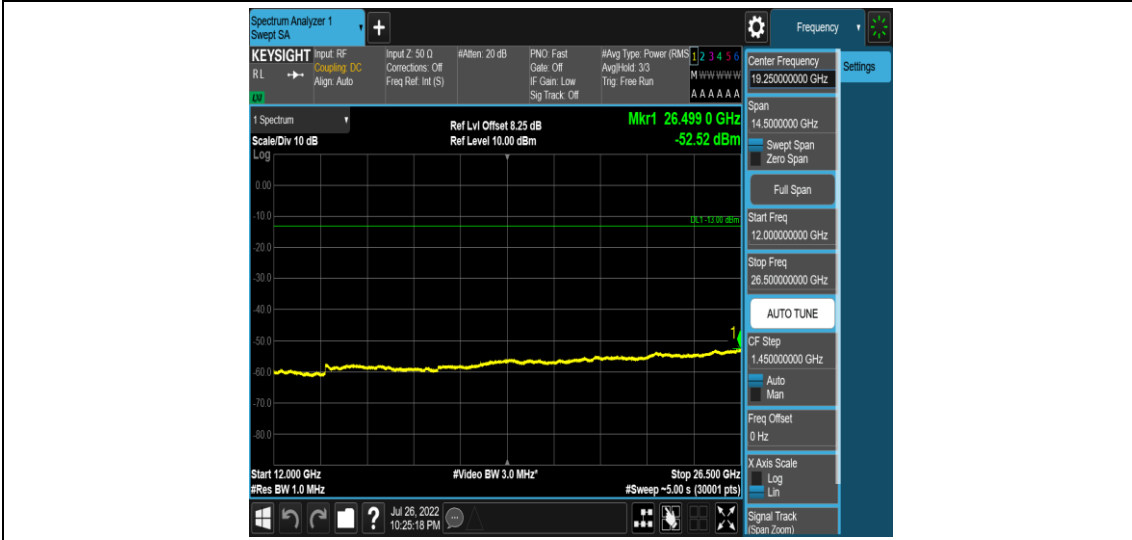 Spectrum Analyzer 1
Swept SA
+
Frequency
KEYSIGHT
RL
Input: RF
Coupling: DC
Align: Auto
Input Z: 50 Ω
Corrections: Off
Freq Ref: Int (S)
#Atten: 20 dB
PNO: Fast
Gate: Off
IF Gain: Low
Sig Track: Off
#Avg Type: Power (RMS
Avg|Hold: 3/3
Trig: Free Run
1 2 3 4 5 6
M W W W W W
A A A A A A
1 Spectrum
Scale/Div 10 dB
Log
Ref Lvl Offset 8.25 dB
Ref Level 10.00 dBm
Mkr1 26.499 0 GHz
-52.52 dBm
0.00
-10.0
DL1 -13.00 dBm
-20.0
-30.0
-40.0
-50.0
1
-60.0
-70.0
-80.0
Start 12.000 GHz
#Res BW 1.0 MHz
#Video BW 3.0 MHz*
Stop 26.500 GHz
#Sweep ~5.00 s (30001 pts)
?
Jul 26, 2022
10:25:18 PM
Center Frequency
19.250000000 GHz
Settings
Span
14.5000000 GHz
Swept Span
Zero Span
Full Span
Start Freq
12.000000000 GHz
Stop Freq
26.500000000 GHz
AUTO TUNE
CF Step
1.450000000 GHz
Auto
Man
Freq Offset
0 Hz
X Axis Scale
Log
Lin
Signal Track
(Span Zoom)